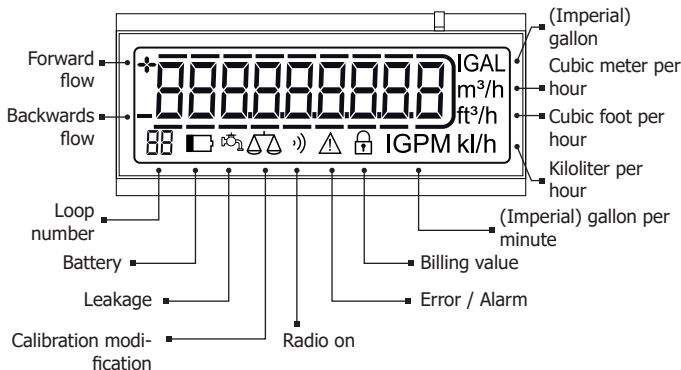 (Imperial)
gallon
Forward
flow
+
888888888
IGAL
m³/h
ft³/h
Cubic meter per
hour
Backwards
flow
Cubic foot per
hour
88
IGPM kl/h
Kiloliter per
hour
Loop
number
(Imperial) gallon per
minute
Battery
Billing value
Leakage
Error / Alarm
Calibration modi-
fication
Radio on